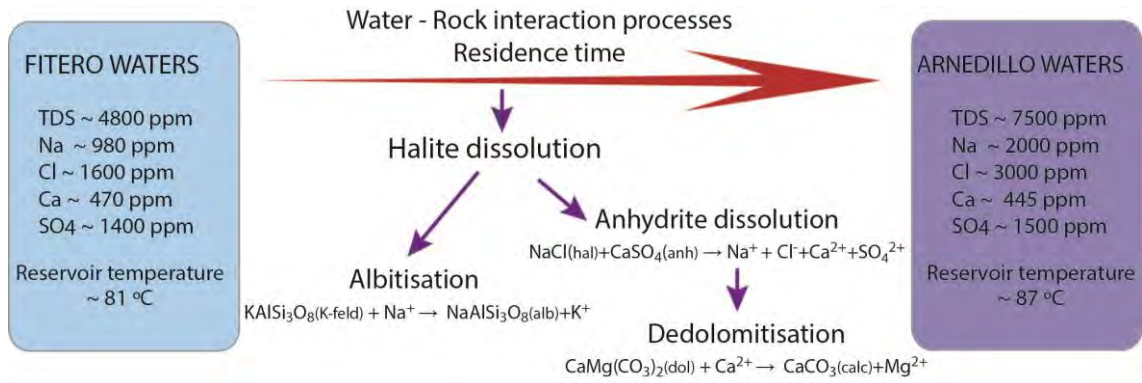 Water - Rock interaction processes
Residence time
FITERO WATERS
TDS ~ 4800 ppm
Na ~ 980 ppm
Cl ~ 1600 ppm
Ca ~ 470 ppm
SO4 ~ 1400 ppm
Reservoir temperature
~ 81 ºC
Halite dissolution
Albitisation
KAlSi₃O₈(K-feld) + Na⁺ → NaAlSi₃O₈(alb)+K⁺
Anhydrite dissolution
NaCl(hal)+CaSO₄(anh) → Na⁺ + Cl⁻+Ca²⁺+SO₄²⁺
Dedolomitisation
CaMg(CO₃)₂(dol) + Ca²⁺ → CaCO₃(calc)+Mg²⁺
ARNEDILLO WATERS
TDS ~ 7500 ppm
Na ~ 2000 ppm
Cl ~ 3000 ppm
Ca ~ 445 ppm
SO4 ~ 1500 ppm
Reservoir temperature
~ 87 ºC